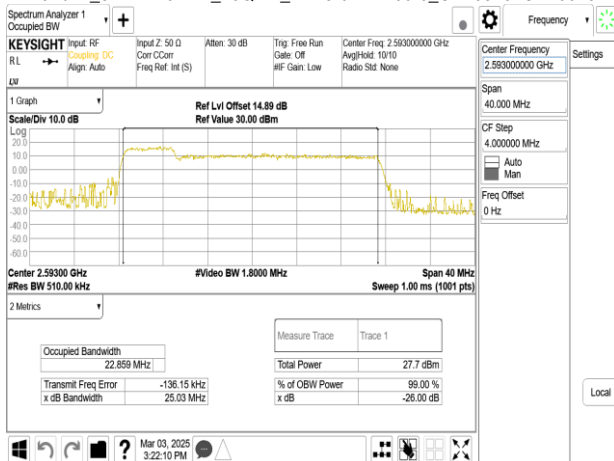 Spectrum Analyzer 1
Occupied BW
Frequency
KEYSIGHT
Input: RF
Input Z: 50 Ω
Atten: 30 dB
Trig: Free Run
Center Freq: 2.593000000 GHz
RL
Coupling: DC
Corr CCorr
Gate: Off
Avg|Hold: 10/10
Align: Auto
Freq Ref: Int (S)
#IF Gain: Low
Radio Std: None
LXI
Center Frequency
2.593000000 GHz
Settings
Span
40.000 MHz
CF Step
4.000000 MHz
Auto
Man
Freq Offset
0 Hz
Local
1 Graph
Ref Lvl Offset 14.89 dB
Scale/Div 10.0 dB
Ref Value 30.00 dBm
Log
20.0
10.0
0.00
-10.0
-20.0
-30.0
-40.0
-50.0
-60.0
Center 2.59300 GHz
#Video BW 1.8000 MHz
Span 40 MHz
#Res BW 510.00 kHz
Sweep 1.00 ms (1001 pts)
2 Metrics
Measure Trace
Trace 1
Occupied Bandwidth
22.859 MHz
Total Power
27.7 dBm
Transmit Freq Error
-136.15 kHz
% of OBW Power
99.00 %
x dB Bandwidth
25.03 MHz
x dB
-26.00 dB
?
Mar 03, 2025
3:22:10 PM